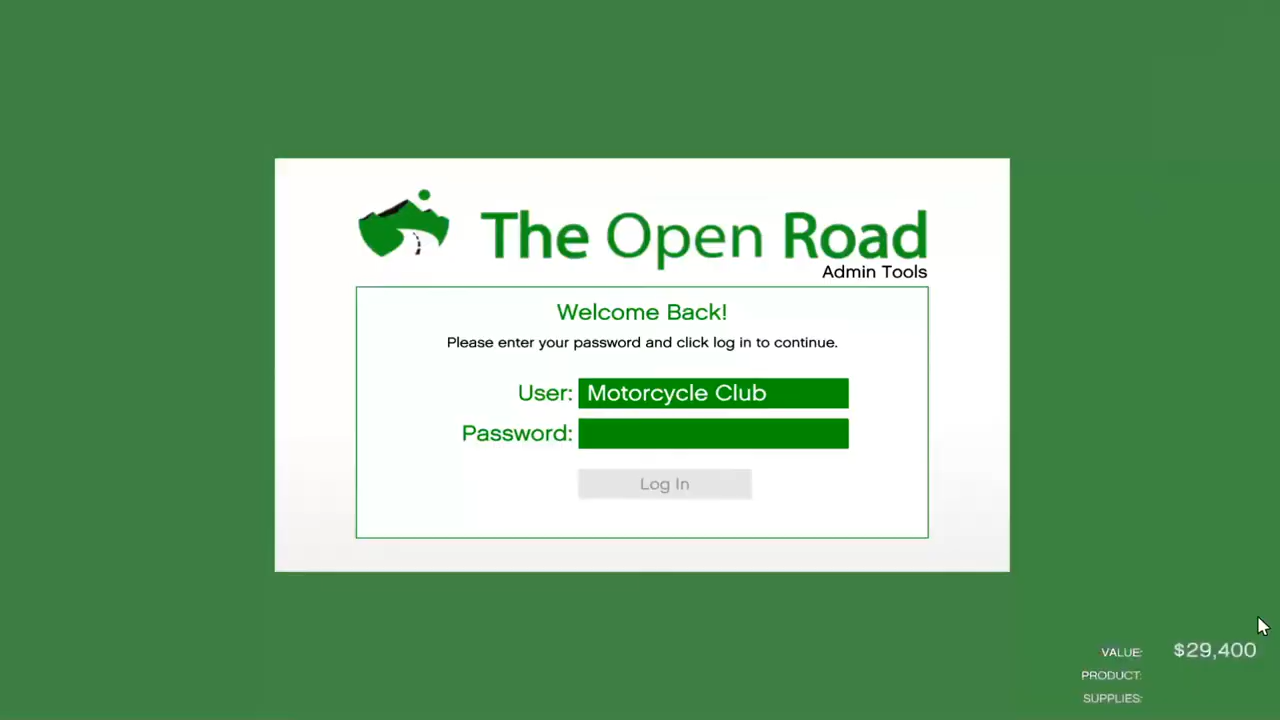 The Open Road
Admin Tools
Welcome Back!
Please enter your password and click log in to continue.
User: Motorcycle Club
Password:
Log In
VALUE: $29,400
PRODUCT:
SUPPLIES: